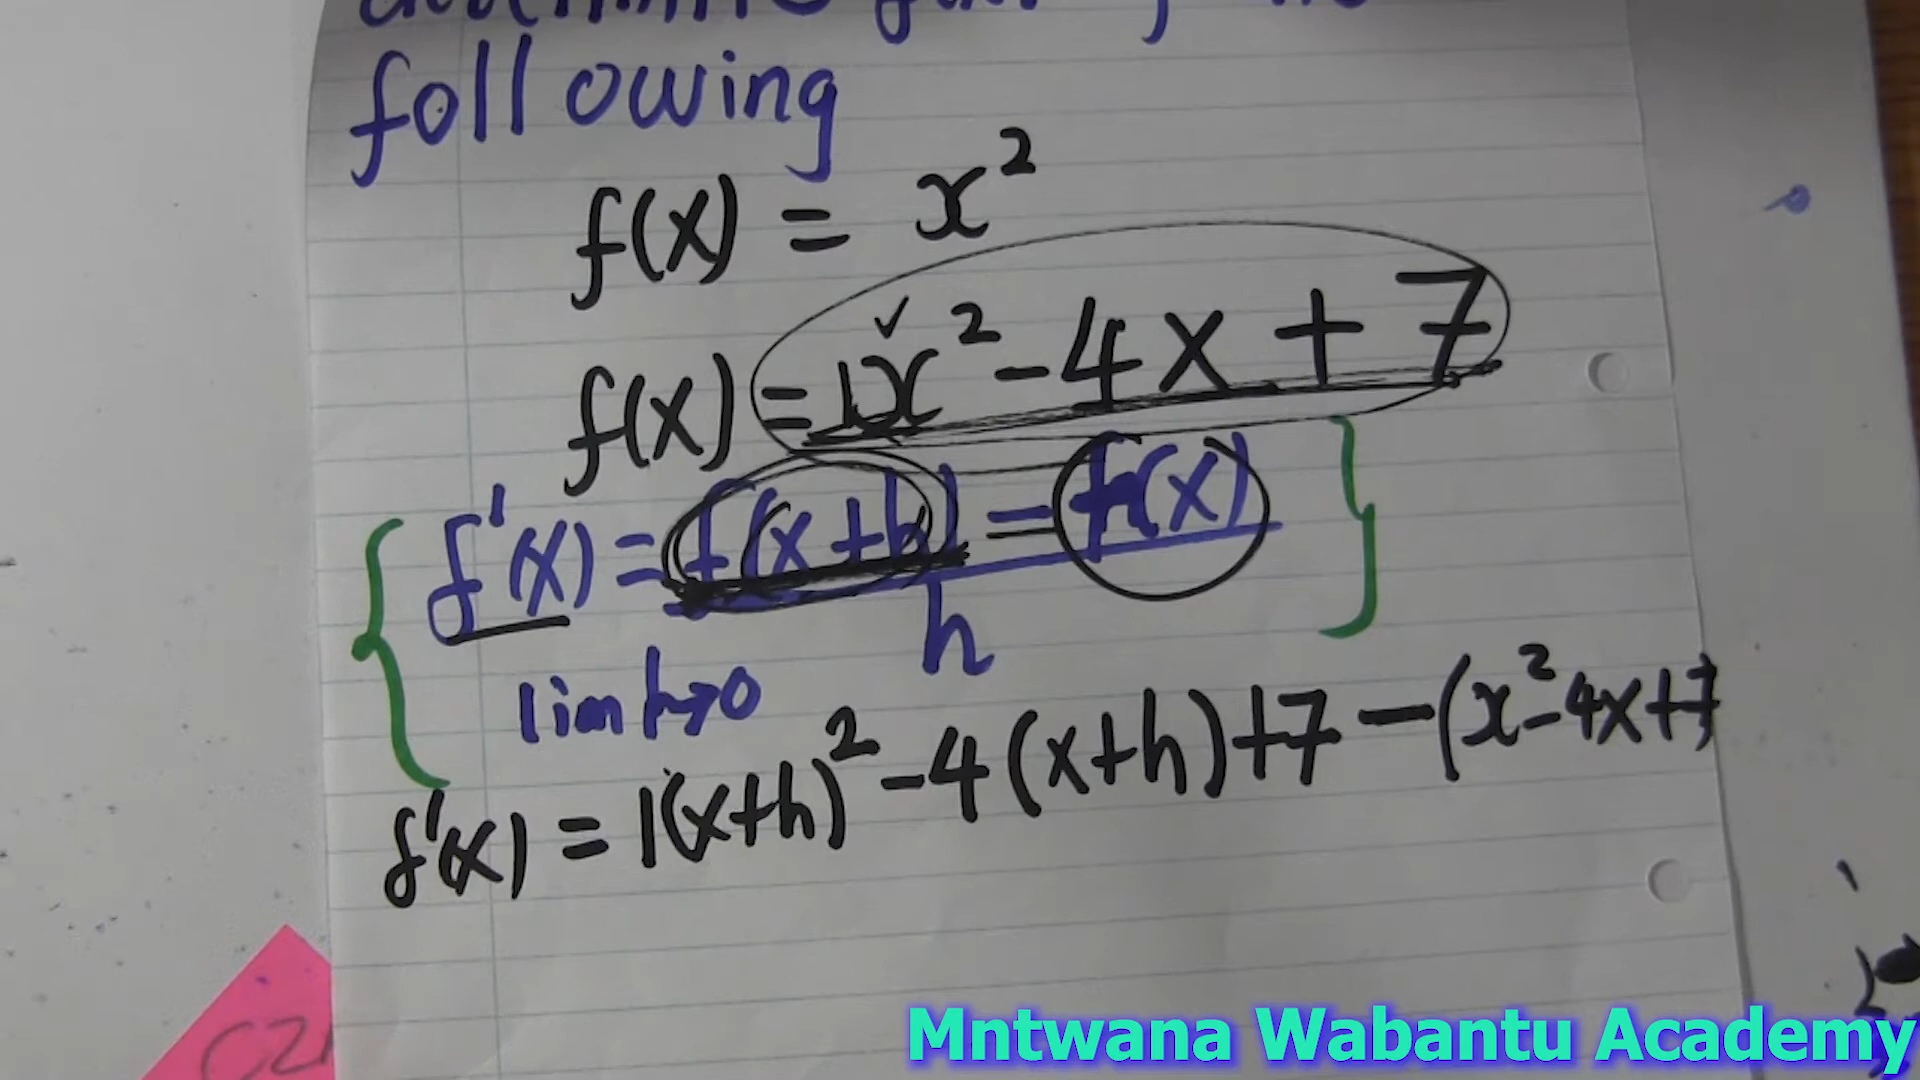 following
f(x) = x²
f(x) = 1x² - 4x + 7
f'(x) = f(x+h) = f(x)
h
lim h→0
f'(x) = 1(x+h)² - 4(x+h) + 7 - (x² - 4x + 7
Mntwana Wabantu Academy